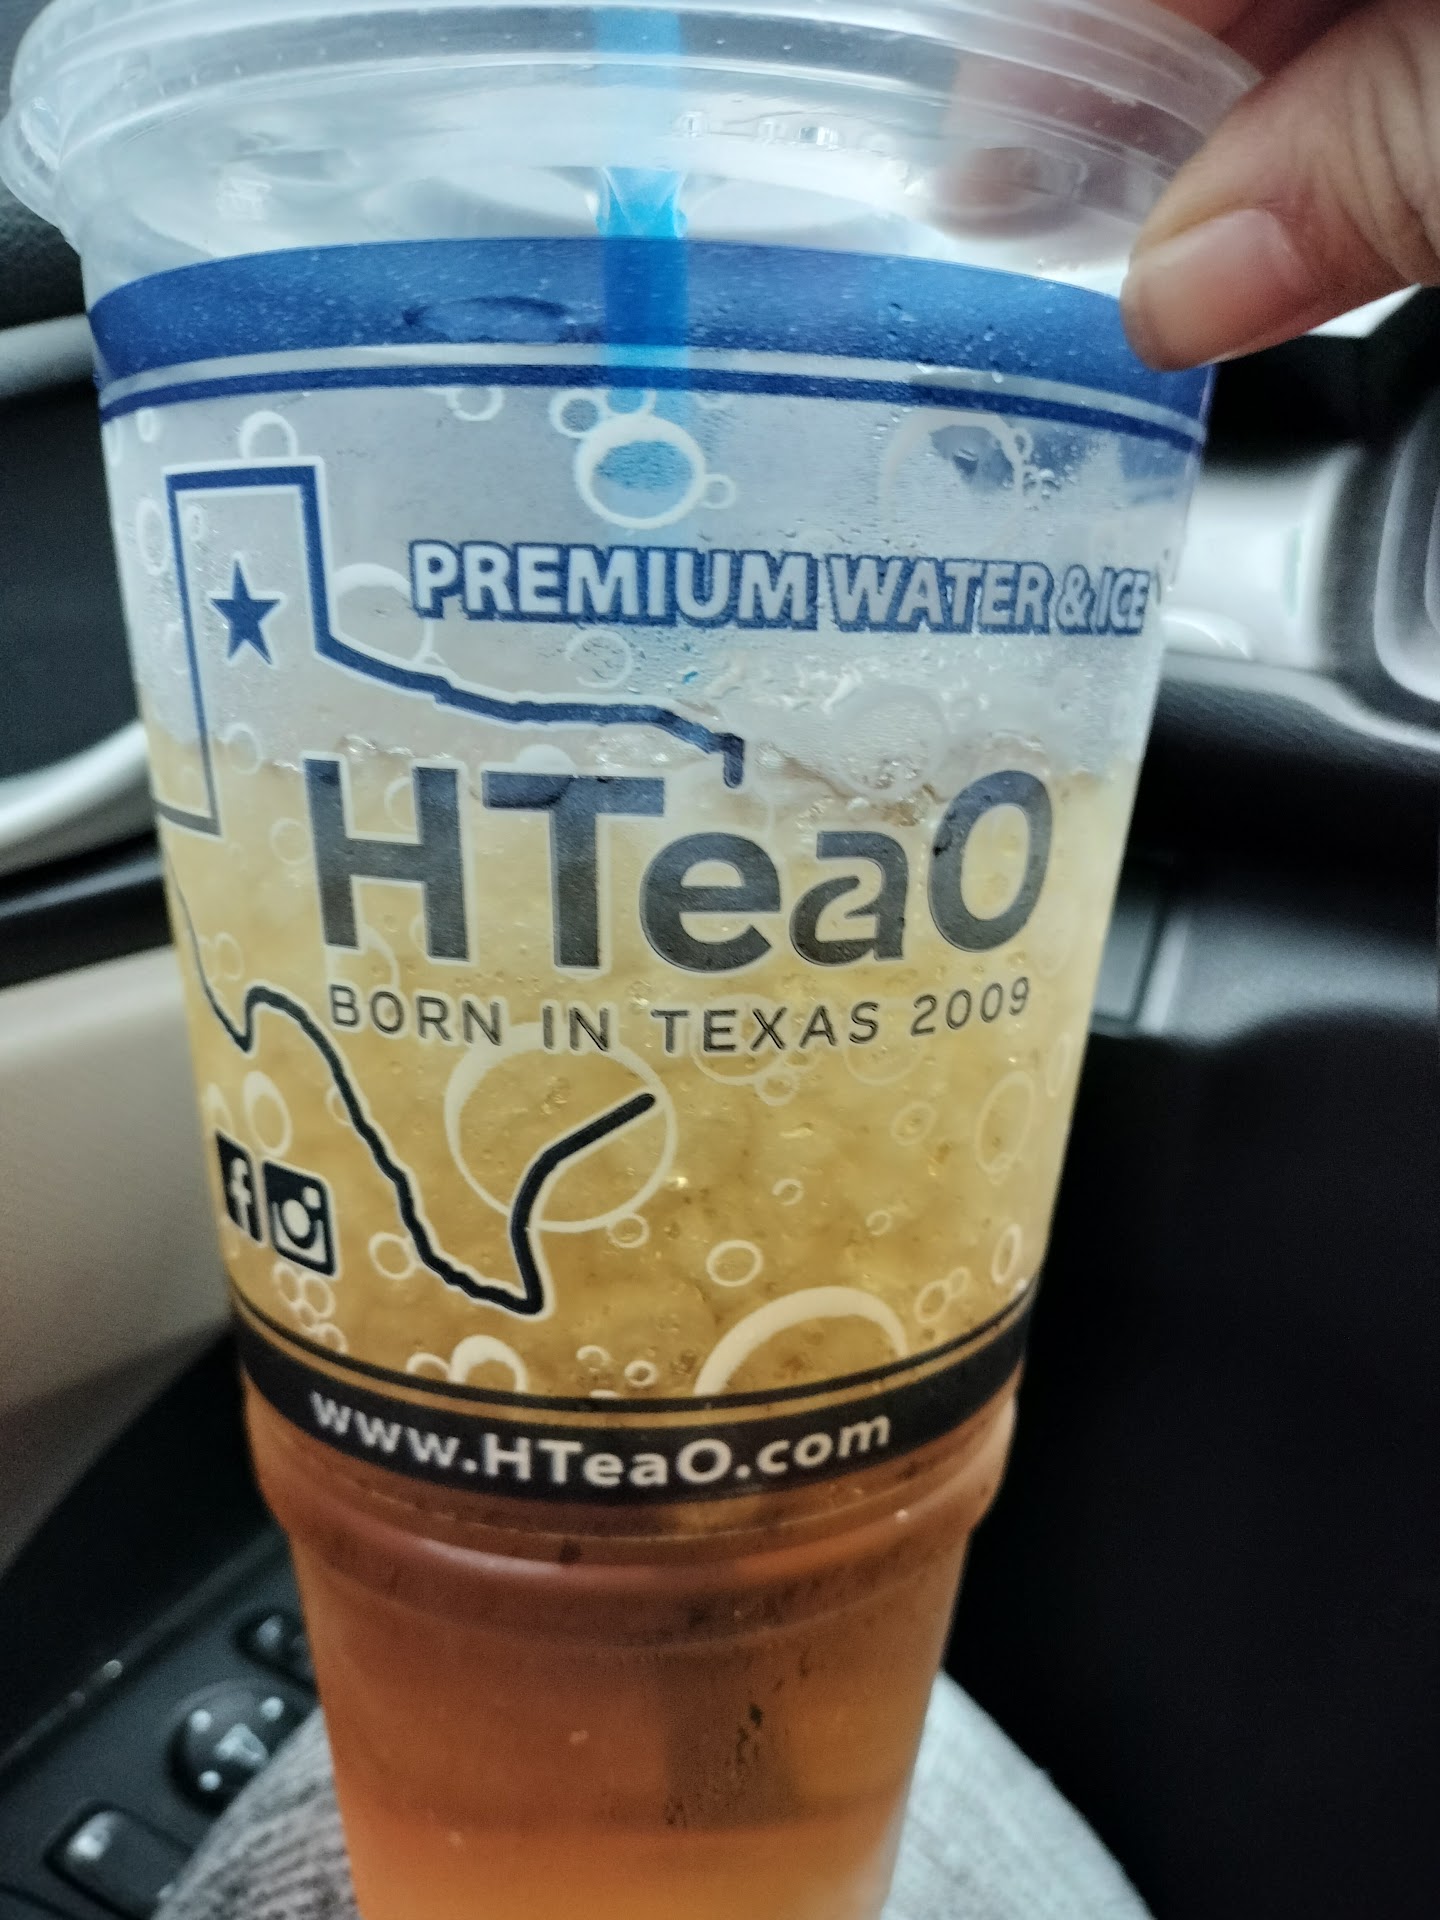 PREMIUM WATER & ICE
HTeaO
BORN IN TEXAS 2009
f
www.HTeaO.com